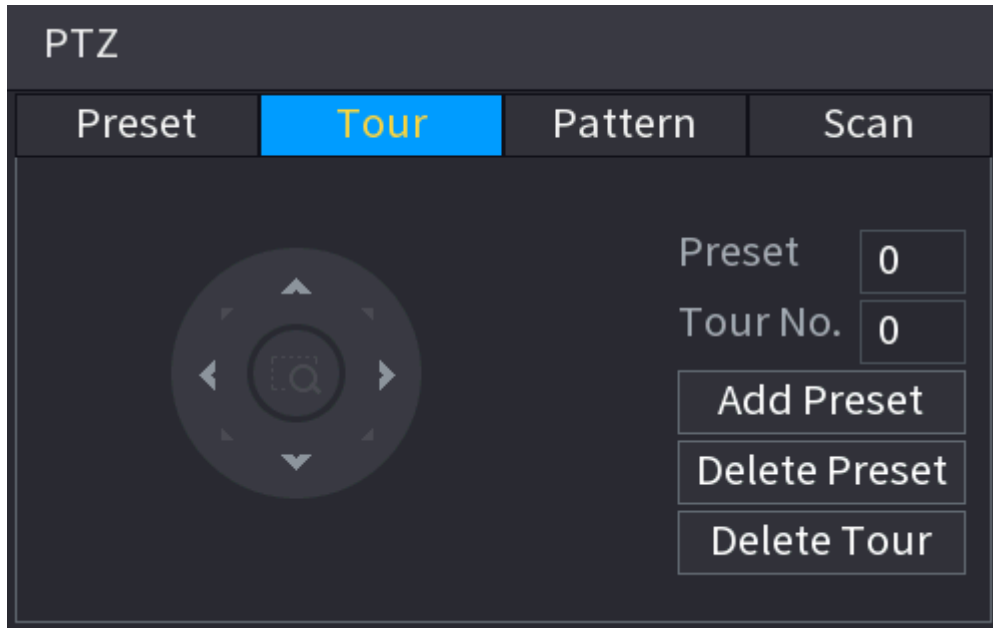 PTZ
Preset Tour Pattern Scan
Preset 0
Tour No. 0
Add Preset
Delete Preset
Delete Tour